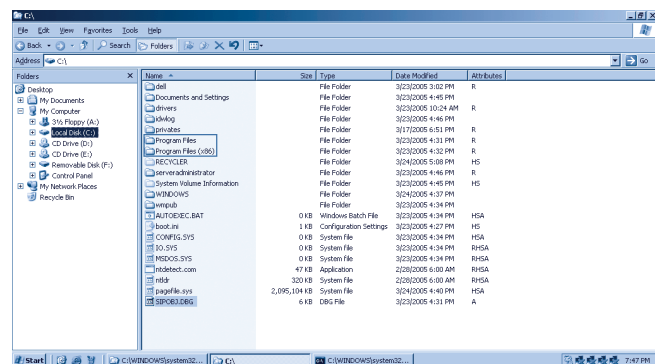 C:\
File Edit View Favorites Tools Help
Back Search Folders
Address C:\ Go
Folders
Desktop
My Documents
My Computer
3½ Floppy (A:)
Local Disk (C:)
CD Drive (D:)
CD Drive (E:)
Removable Disk (F:)
Control Panel
My Network Places
Recycle Bin
Name Size Type Date Modified Attributes
dell File Folder 3/23/2005 3:02 PM R
Documents and Settings File Folder 3/23/2005 4:45 PM
drivers File Folder 3/23/2005 10:24 AM R
idwlog File Folder 3/23/2005 4:46 PM
privates File Folder 3/17/2005 6:51 PM R
Program Files File Folder 3/23/2005 4:31 PM R
Program Files (x86) File Folder 3/23/2005 4:32 PM R
RECYCLER File Folder 3/24/2005 5:08 PM HS
serveradministrator File Folder 3/23/2005 4:46 PM R
System Volume Information File Folder 3/23/2005 4:45 PM HS
WINDOWS File Folder 3/24/2005 4:37 PM
wmpub File Folder 3/23/2005 4:34 PM
AUTOEXEC.BAT 0 KB Windows Batch File 3/23/2005 4:34 PM HSA
boot.ini 1 KB Configuration Settings 3/23/2005 4:27 PM HS
CONFIG.SYS 0 KB System file 3/23/2005 4:34 PM HSA
IO.SYS 0 KB System file 3/23/2005 4:34 PM RHSA
MSDOS.SYS 0 KB System file 3/23/2005 4:34 PM RHSA
ntdetect.com 47 KB Application 2/28/2005 6:00 AM RHSA
ntldr 320 KB System file 2/28/2005 6:00 AM RHSA
pagefile.sys 2,095,104 KB System file 3/24/2005 4:40 PM HSA
SIPOB3.DBG 6 KB DBG File 3/23/2005 4:31 PM A
Start C:\WINDOWS\system32... C:\ C:\WINDOWS\system32... 7:47 PM